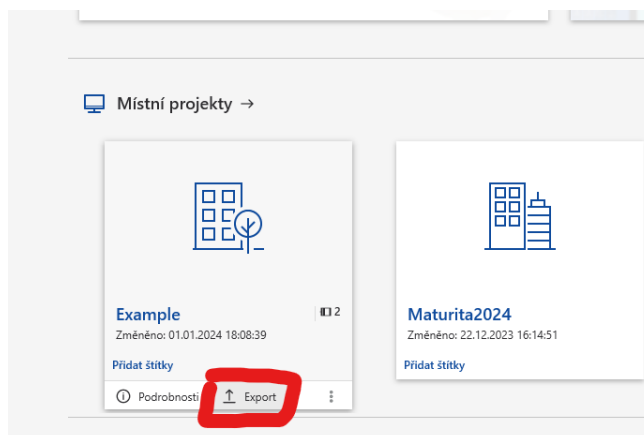 Místní projekty →
Example
2
Změněno: 01.01.2024 18:08:39
Přidat štítky
Podrobnosti
Export
Maturita2024
Změněno: 22.12.2023 16:14:51
Přidat štítky